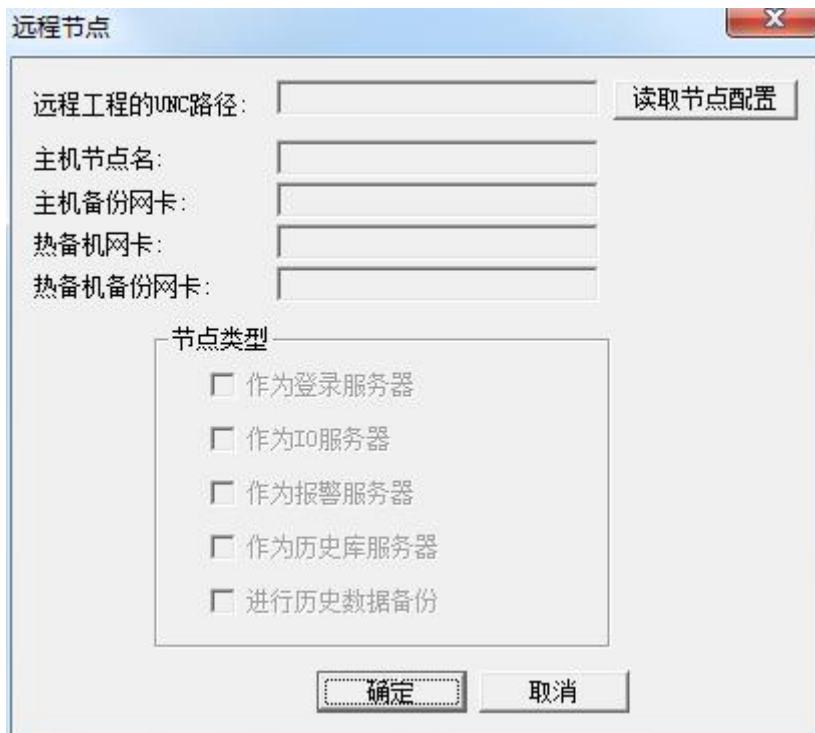 远程节点
远程工程的UNC路径: 读取节点配置
主机节点名:
主机备份网卡:
热备机网卡:
热备机备份网卡:
节点类型
作为登录服务器
作为IO服务器
作为报警服务器
作为历史库服务器
进行历史数据备份
确定 取消